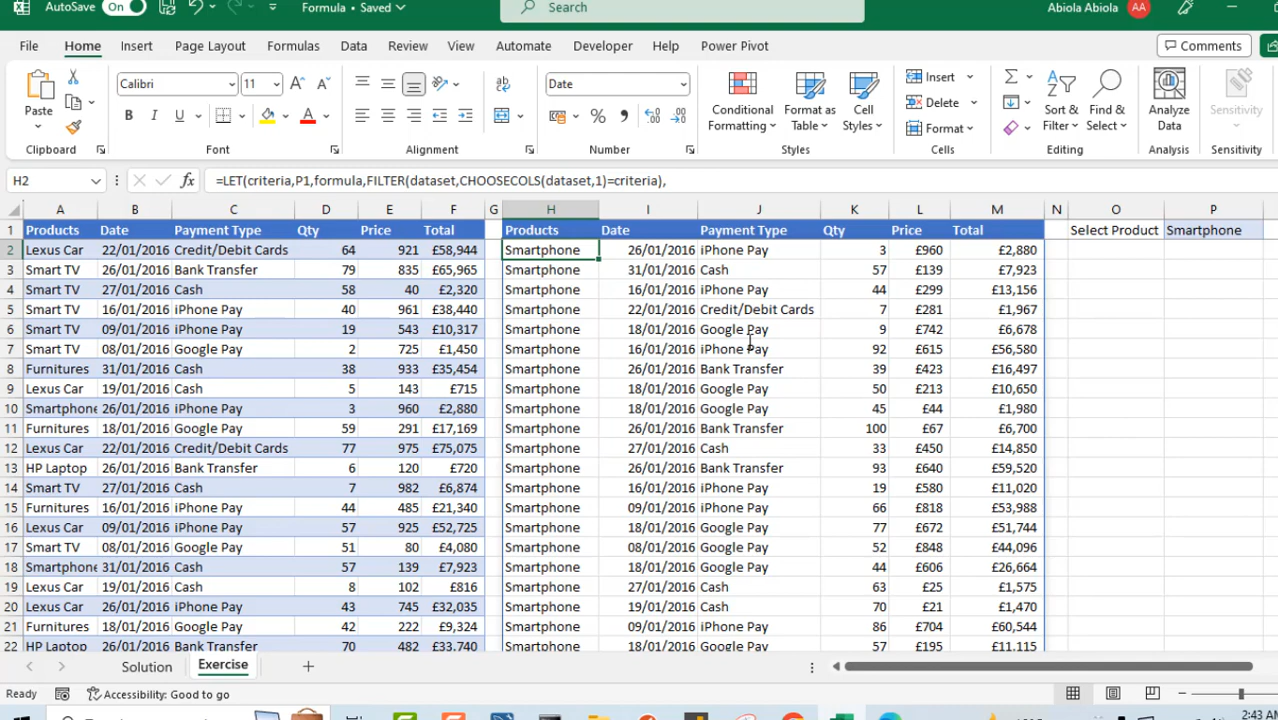 AutoSave On Formula • Saved Search Abiola Abiola AA
File Home Insert Page Layout Formulas Data Review View Automate Developer Help Power Pivot Comments
Paste Calibri 11 Date Insert
B I U Conditional Formatting Format as Table Cell Styles Delete Sort & Filter Find & Select Analyze Data Sensitivity
Format
Clipboard Font Alignment Number Styles Cells Editing Analysis Sensitivity
H2 fx =LET(criteria,P1,formula,FILTER(dataset,CHOOSECOLS(dataset,1)=criteria),
A B C D E F G H I J K L M N O P
1 Products Date Payment Type Qty Price Total Products Date Payment Type Qty Price Total Select Product Smartphone
2 Lexus Car 22/01/2016 Credit/Debit Cards 64 921 £58,944 Smartphone 26/01/2016 iPhone Pay 3 £960 £2,880
3 Smart TV 26/01/2016 Bank Transfer 79 835 £65,965 Smartphone 31/01/2016 Cash 57 £139 £7,923
4 Smart TV 27/01/2016 Cash 58 40 £2,320 Smartphone 16/01/2016 iPhone Pay 44 £299 £13,156
5 Smart TV 16/01/2016 iPhone Pay 40 961 £38,440 Smartphone 22/01/2016 Credit/Debit Cards 7 £281 £1,967
6 Smart TV 09/01/2016 iPhone Pay 19 543 £10,317 Smartphone 18/01/2016 Google Pay 9 £742 £6,678
7 Smart TV 08/01/2016 Google Pay 2 725 £1,450 Smartphone 16/01/2016 iPhone Pay 92 £615 £56,580
8 Furnitures 31/01/2016 Cash 38 933 £35,454 Smartphone 26/01/2016 Bank Transfer 39 £423 £16,497
9 Lexus Car 19/01/2016 Cash 5 143 £715 Smartphone 18/01/2016 Google Pay 50 £213 £10,650
10 Smartphone 26/01/2016 iPhone Pay 3 960 £2,880 Smartphone 18/01/2016 Google Pay 45 £44 £1,980
11 Furnitures 18/01/2016 Google Pay 59 291 £17,169 Smartphone 26/01/2016 Bank Transfer 100 £67 £6,700
12 Lexus Car 22/01/2016 Credit/Debit Cards 77 975 £75,075 Smartphone 27/01/2016 Cash 33 £450 £14,850
13 HP Laptop 26/01/2016 Bank Transfer 6 120 £720 Smartphone 26/01/2016 Bank Transfer 93 £640 £59,520
14 Smart TV 27/01/2016 Cash 7 982 £6,874 Smartphone 16/01/2016 iPhone Pay 19 £580 £11,020
15 Furnitures 16/01/2016 iPhone Pay 44 485 £21,340 Smartphone 09/01/2016 iPhone Pay 66 £818 £53,988
16 Lexus Car 09/01/2016 iPhone Pay 57 925 £52,725 Smartphone 18/01/2016 Google Pay 77 £672 £51,744
17 Smart TV 08/01/2016 Google Pay 51 80 £4,080 Smartphone 08/01/2016 Google Pay 52 £848 £44,096
18 Smartphone 31/01/2016 Cash 57 139 £7,923 Smartphone 18/01/2016 Google Pay 44 £606 £26,664
19 Lexus Car 19/01/2016 Cash 8 102 £816 Smartphone 27/01/2016 Cash 63 £25 £1,575
20 Lexus Car 26/01/2016 iPhone Pay 43 745 £32,035 Smartphone 19/01/2016 Cash 70 £21 £1,470
21 Furnitures 18/01/2016 Google Pay 42 222 £9,324 Smartphone 09/01/2016 iPhone Pay 86 £704 £60,544
22 HP Laptop 26/01/2016 Bank Transfer 70 482 £33,740 Smartphone 18/01/2016 Google Pay 57 £195 £11,115
Solution Exercise
Ready Accessibility: Good to go
2:43 AM